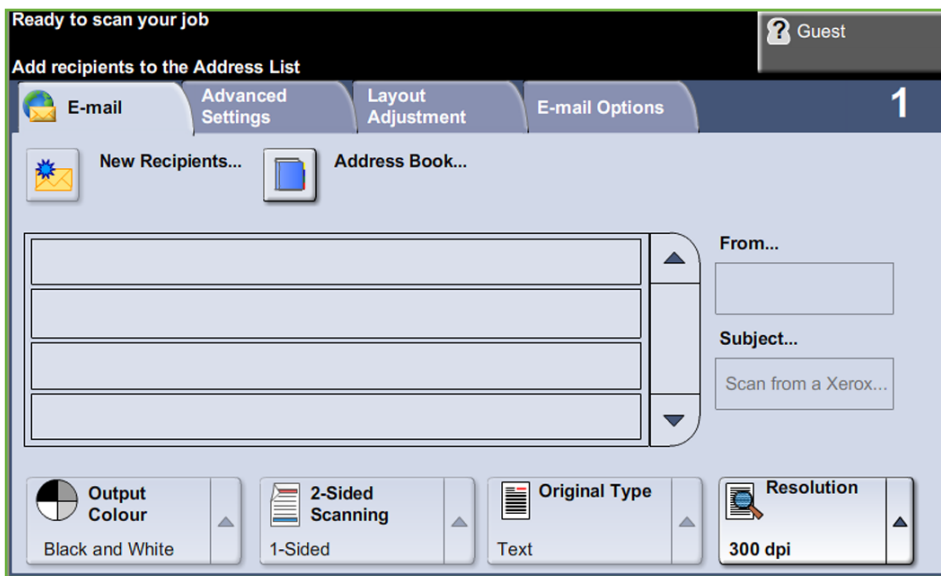 Ready to scan your job
? Guest
Add recipients to the Address List
E-mail
Advanced
Settings
Layout
Adjustment
E-mail Options
1
New Recipients...
Address Book...
From...
Subject...
Scan from a Xerox...
Output
Colour
Black and White
2-Sided
Scanning
1-Sided
Original Type
Text
Resolution
300 dpi